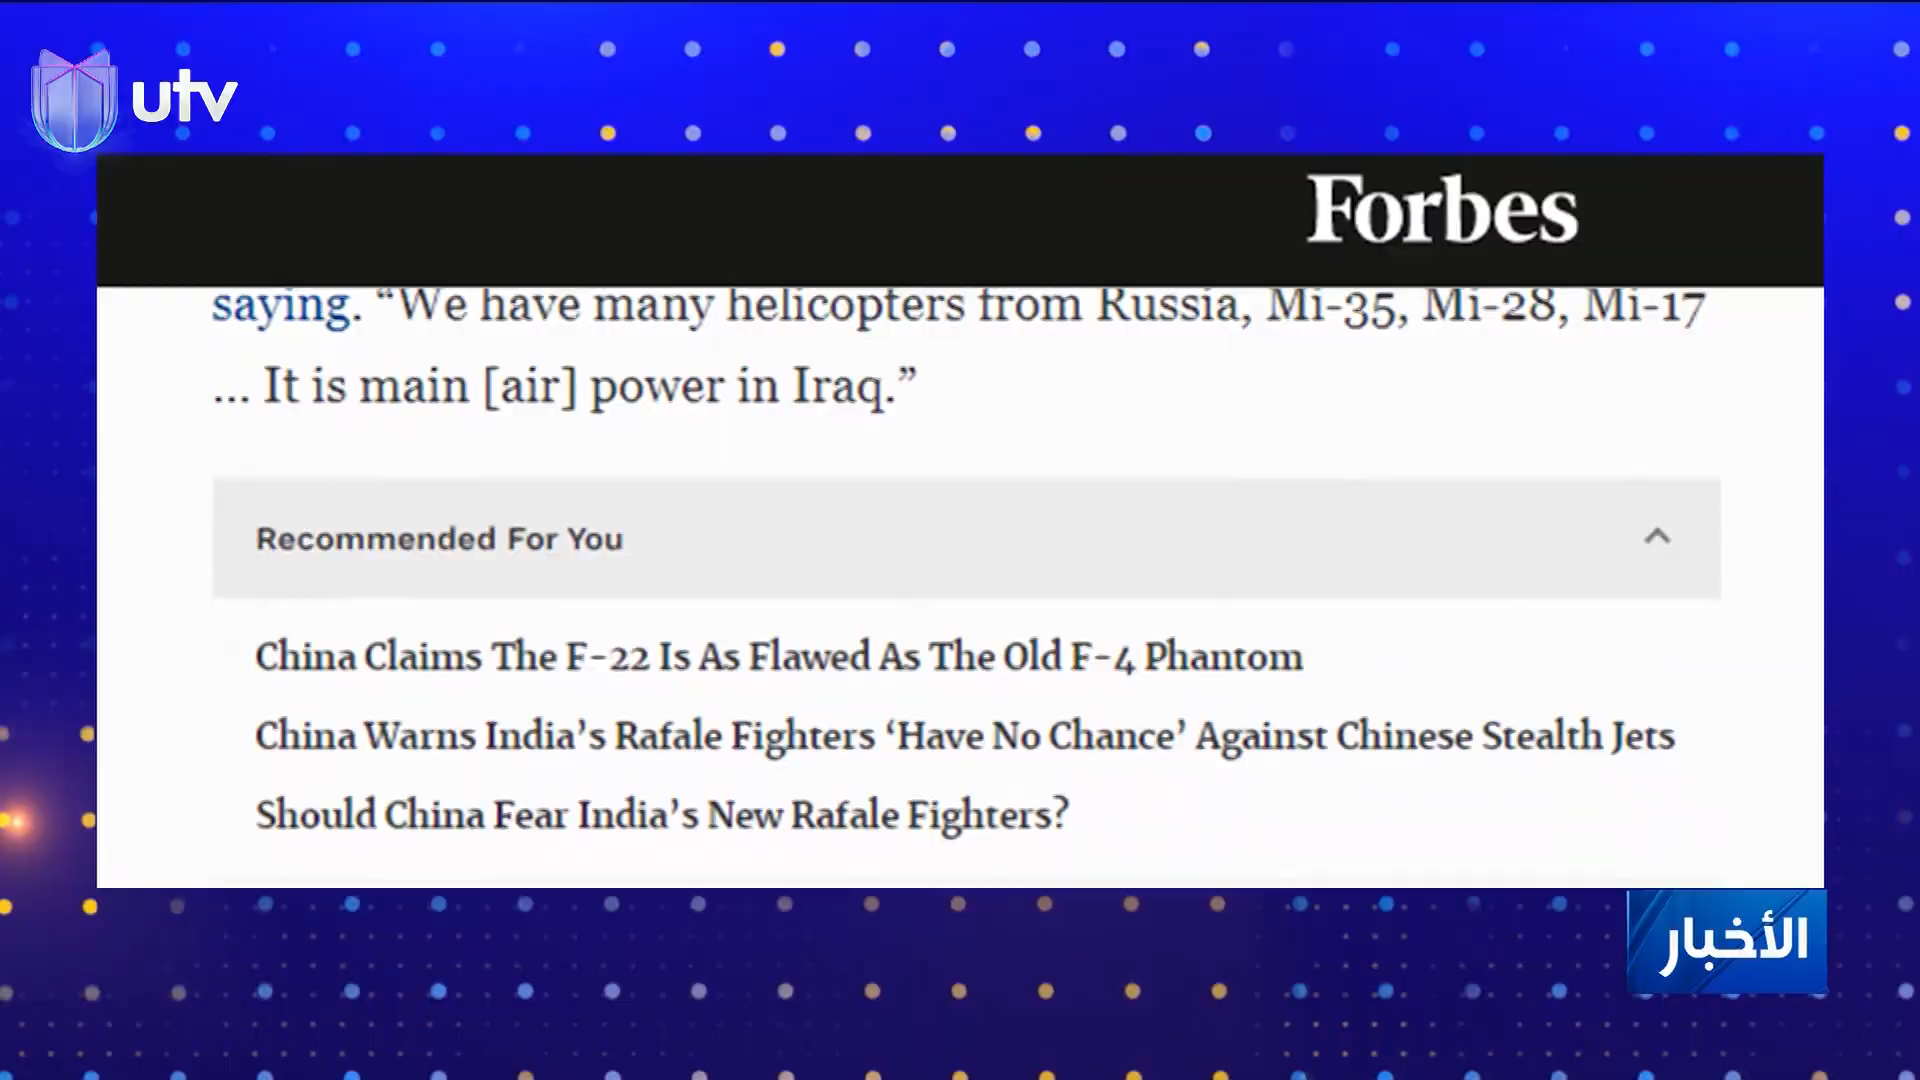 utv
Forbes
saying. “We have many helicopters from Russia, Mi-35, Mi-28, Mi-17
... It is main [air] power in Iraq.”
Recommended For You
China Claims The F-22 Is As Flawed As The Old F-4 Phantom
China Warns India’s Rafale Fighters ‘Have No Chance’ Against Chinese Stealth Jets
Should China Fear India’s New Rafale Fighters?
الأخبار